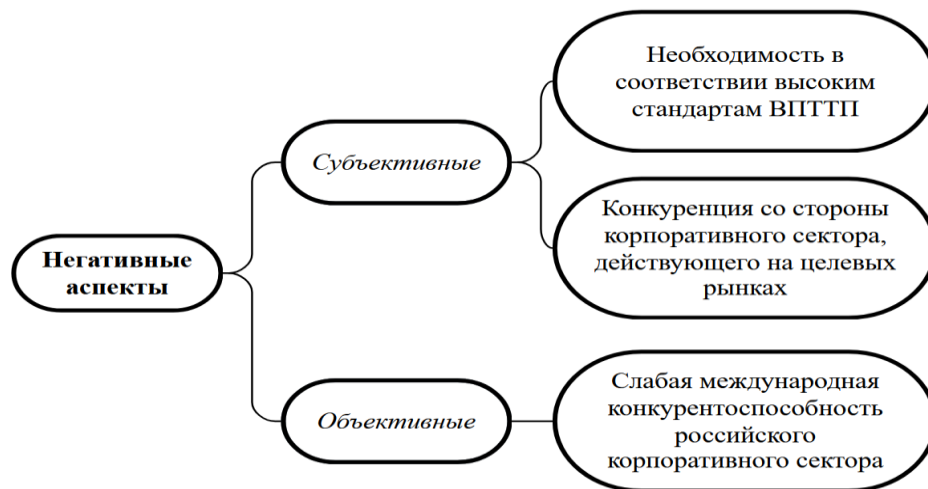 Негативные
аспекты
Субъективные
Необходимость в
соответствии высоким
стандартам ВПТТП
Конкуренция со стороны
корпоративного сектора,
действующего на целевых
рынках
Объективные
Слабая международная
конкурентоспособность
российского
корпоративного сектора